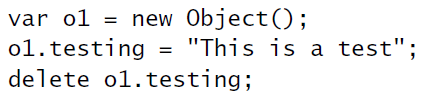 var o1 = new Object();
o1.testing = "This is a test";
delete o1.testing;